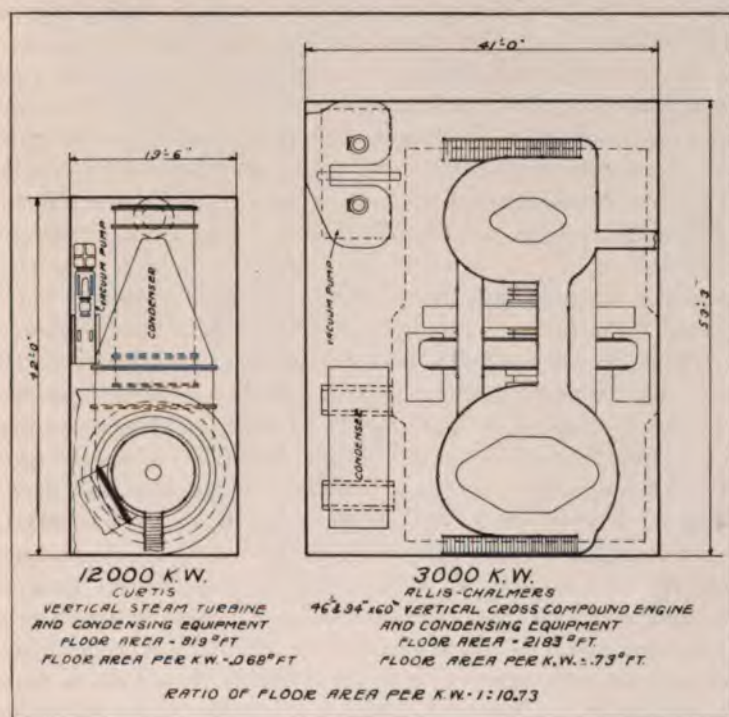 41'-0"
19'-6"
VACUUM PUMP
CONDENSER
42'-0"
VACUUM PUMP
53'-3"
CONDENSER
12000 K.W.
CURTIS
VERTICAL STEAM TURBINE
AND CONDENSING EQUIPMENT
FLOOR AREA = 819 □' FT
FLOOR AREA PER KW. = .068 □' FT
3000 K.W.
ALLIS-CHALMERS
46" & 94" x 60" VERTICAL CROSS COMPOUND ENGINE
AND CONDENSING EQUIPMENT
FLOOR AREA = 2183 □' FT.
FLOOR AREA PER K.W. = .73 □' FT.
RATIO OF FLOOR AREA PER K.W. - 1:10.73